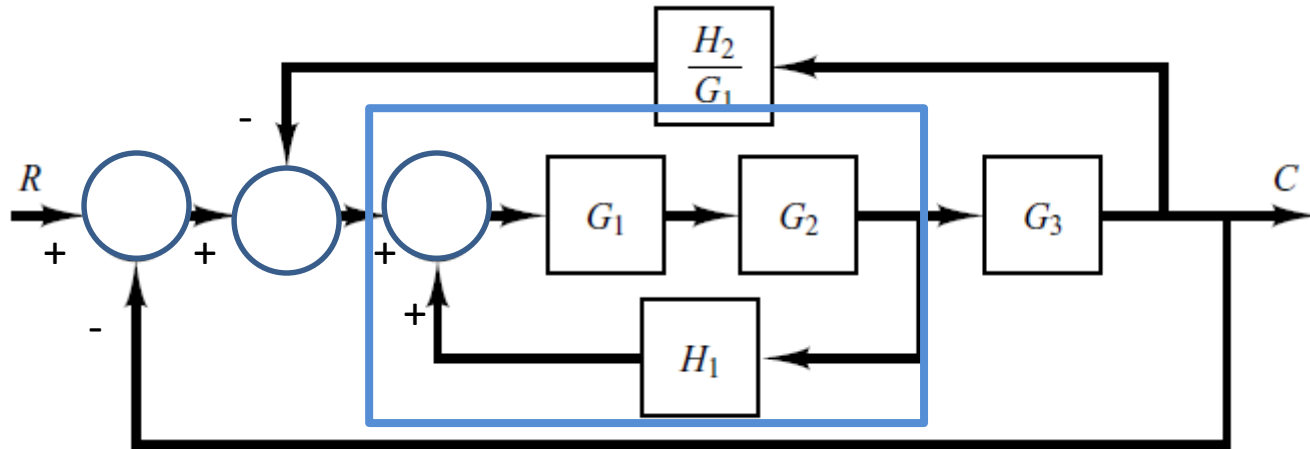 H₂
G₁
-
R
C
G₁
G₂
G₃
+
+
+
+
-
H₁